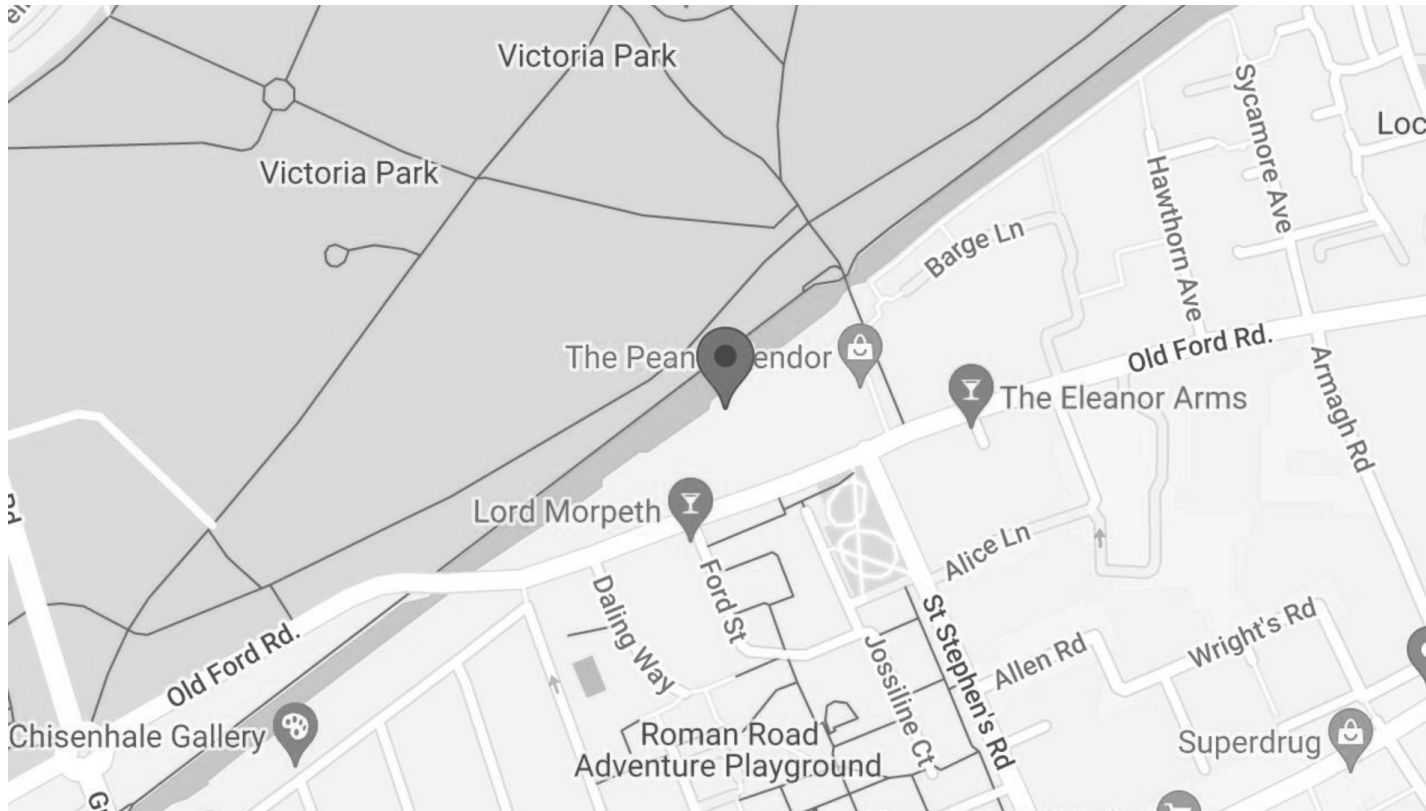 Victoria Park
Victoria Park
Sycamore Ave
Loc
Hawthorn Ave
Barge Ln
Old Ford Rd.
The Pean endor
The Eleanor Arms
Armagh Rd
Lord Morpeth
Alice Ln
Ford St
Daling Way
St Stephen's Rd
Wright's Rd
Allen Rd
Jossiline Ct
Old Ford Rd.
Chisenhale Gallery
Roman Road
Adventure Playground
Superdrug